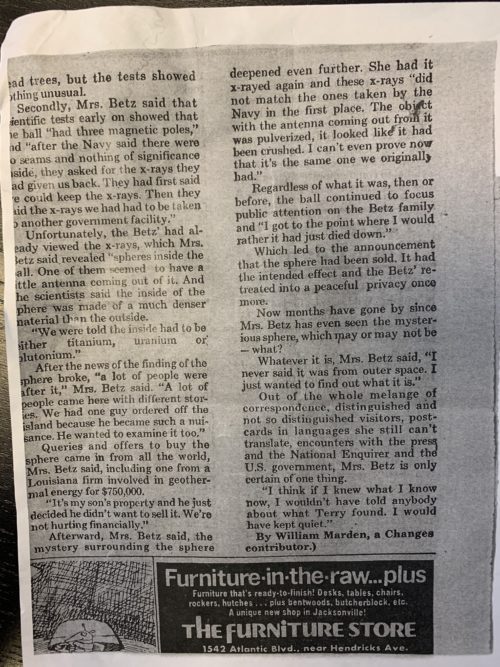 ad trees, but the tests showed
thing unusual.
Secondly, Mrs. Betz said that
ientific tests early on showed that
e ball "had three magnetic poles,"
d "after the Navy said there were
o seams and nothing of significance
side, they asked for the x-rays they
ad given us back. They had first said
e could keep the x-rays. Then they
aid the x-rays we had had to be taken
o another government facility."
Unfortunately, the Betz' had al-
eady viewed the x-rays, which Mrs.
Betz said revealed "spheres inside the
all. One of them seemed to have a
ittle antenna coming out of it. And
he scientists said the inside of the
phere was made of a much denser
material than the outside.
"We were told the inside had to be
either titanium, uranium or
plutonium."
After the news of the finding of the
sphere broke, "a lot of people were
after it," Mrs. Betz said. "A lot of
people came here with different stor-
ies. We had one guy ordered off the
island because he became such a nui-
sance. He wanted to examine it too."
Queries and offers to buy the
sphere came in from all the world,
Mrs. Betz said, including one from a
Louisiana firm involved in geother-
mal energy for $750,000.
"It's my son's property and he just
decided he didn't want to sell it. We're
not hurting financially."
Afterward, Mrs. Betz said, the
mystery surrounding the sphere
deepened even further. She had it
x-rayed again and these x-rays "did
not match the ones taken by the
Navy in the first place. The object
with the antenna coming out from it
was pulverized, it looked like it had
been crushed. I can't even prove now
that it's the same one we originally
had."
Regardless of what it was, then or
before, the ball continued to focus
public attention on the Betz family
and "I got to the point where I would
rather it had just died down."
Which led to the announcement
that the sphere had been sold. It had
the intended effect and the Betz' re-
treated into a peaceful privacy once
more.
Now months have gone by since
Mrs. Betz has even seen the myster-
ious sphere, which may or may not be
— what?
Whatever it is, Mrs. Betz said, "I
never said it was from outer space. I
just wanted to find out what it is."
Out of the whole melange of
correspondence, distinguished and
not so distinguished visitors, post-
cards in languages she still can't
translate, encounters with the press
and the National Enquirer and the
U.S. government, Mrs. Betz is only
certain of one thing.
"I think if I knew what I know
now, I wouldn't have told anybody
about what Terry found. I would
have kept quiet."
By William Marden, a Changes
contributor.)
Furniture-in-the-raw...plus
Furniture that's ready-to-finish! Desks, tables, chairs,
rockers, hutches ... plus bentwoods, butcherblock, etc.
A unique new shop in Jacksonville!
THE FURNITURE STORE
1542 Atlantic Blvd., near Hendricks Ave.